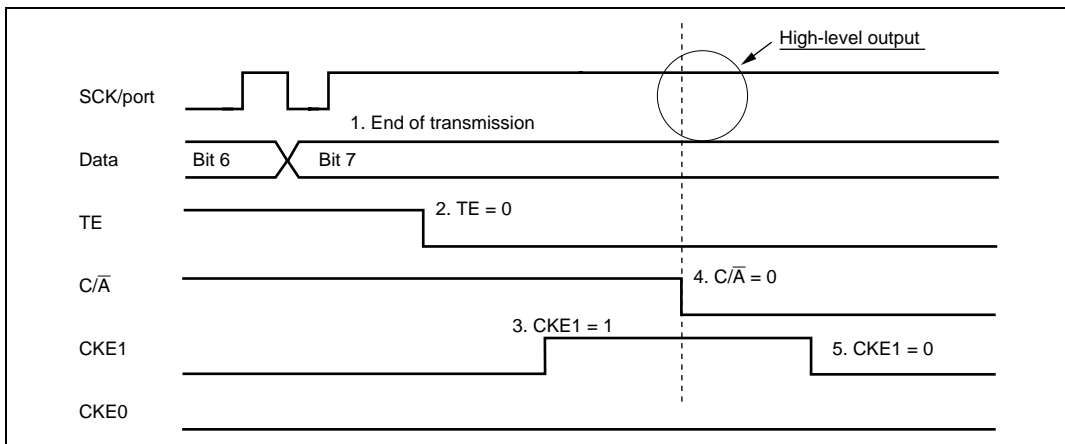 High-level output
SCK/port
1. End of transmission
Data
Bit 6
Bit 7
TE
2. TE = 0
C/A̅
4. C/A̅ = 0
3. CKE1 = 1
CKE1
5. CKE1 = 0
CKE0